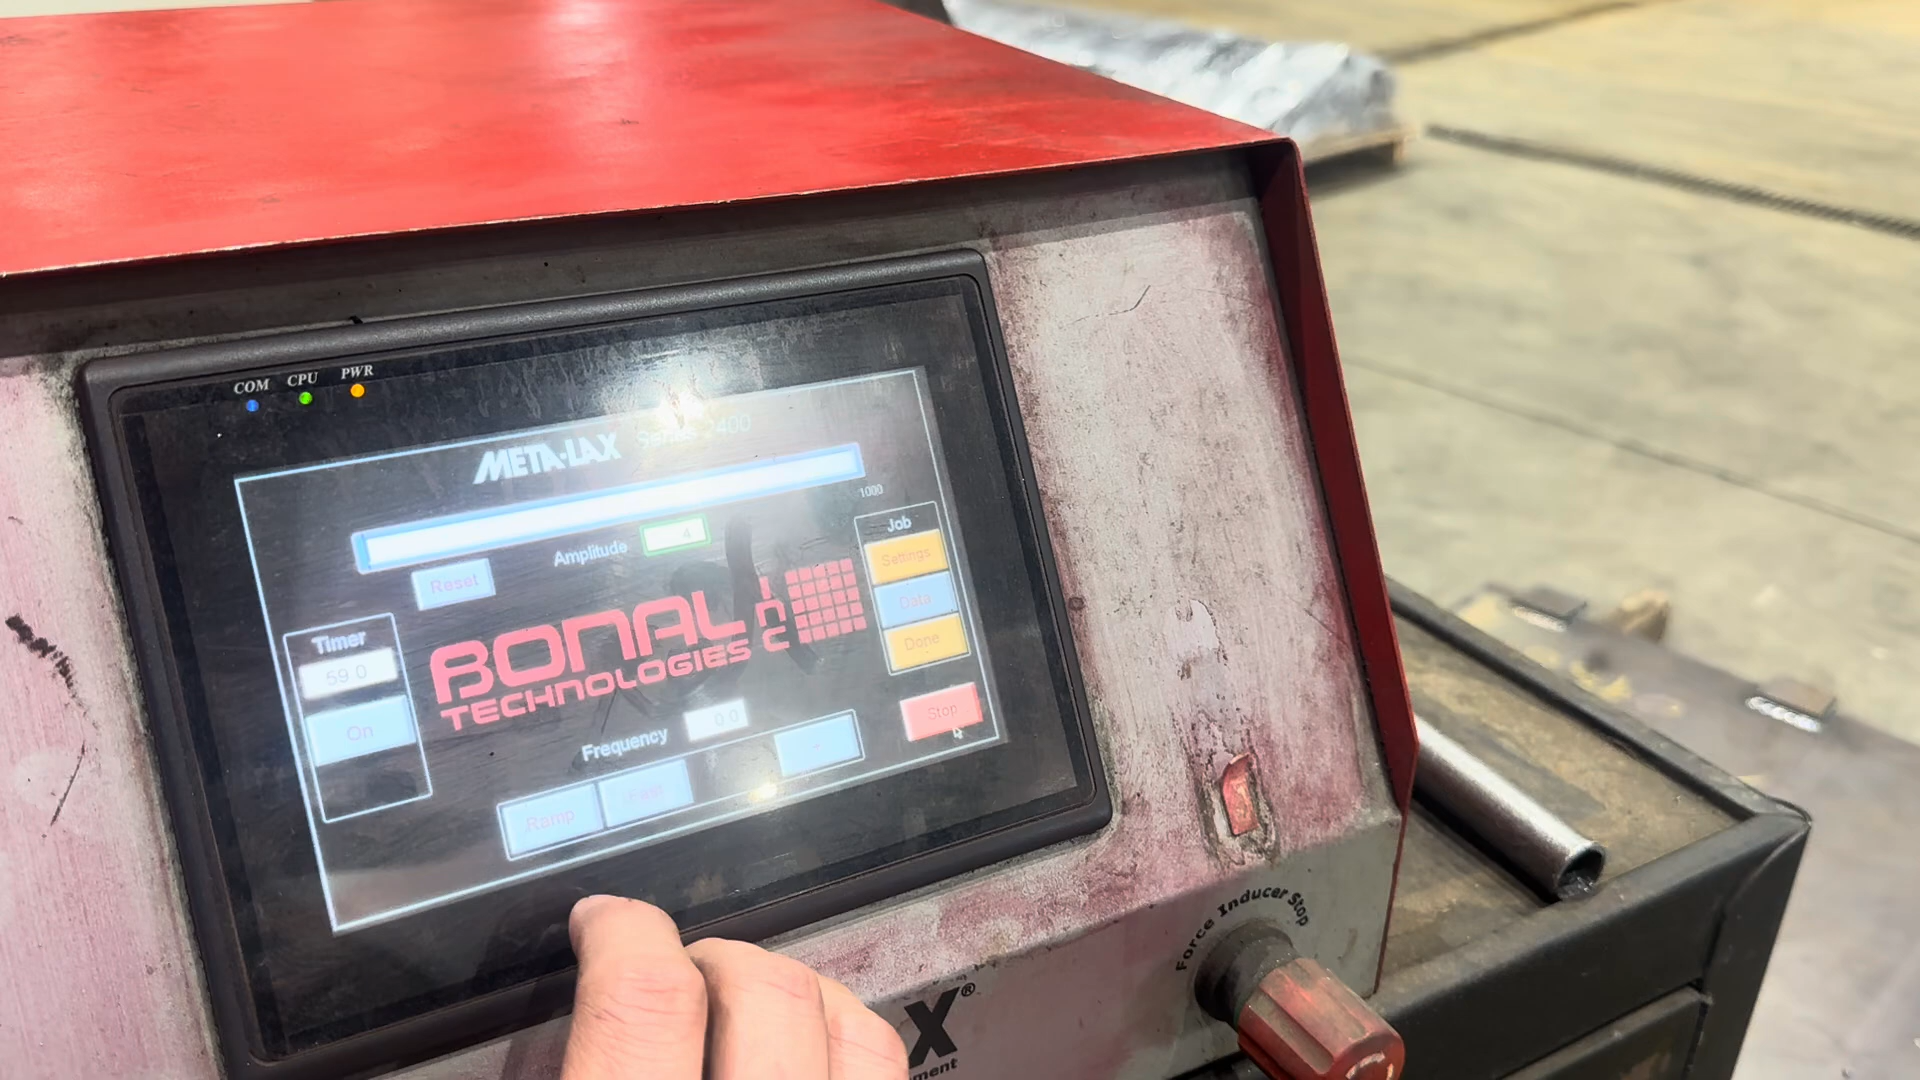 COM CPU PWR
META-LAX Series 2400
1000
Amplitude 4
Reset
Job
Settings
Data
Done
Timer
59.0
On
BONAL INC
TECHNOLOGIES
Frequency 0.0
Ramp Fast -
Stop
Force Inducer Stop
X®